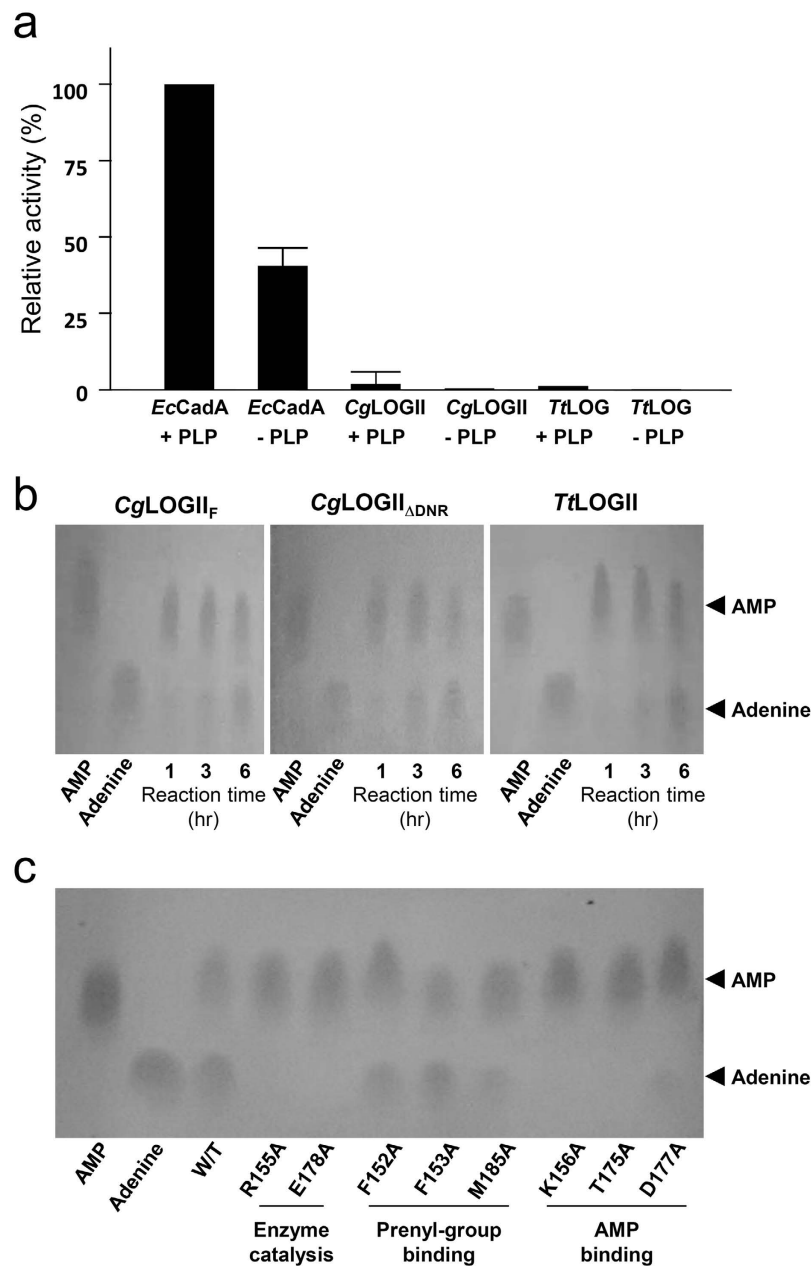 a
Relative activity (%)
100
75
50
25
0
EcCadA EcCadA CgLOGII CgLOGII TtLOG TtLOG
+ PLP - PLP + PLP - PLP + PLP - PLP
b
CgLOGIIF CgLOGIIΔDNR TtLOGII
AMP
Adenine
AMP Adenine 1 3 6 AMP Adenine 1 3 6 AMP Adenine 1 3 6
Reaction time Reaction time Reaction time
(hr) (hr) (hr)
c
AMP
Adenine
AMP Adenine W/T R155A E178A F152A F153A M185A K156A T175A D177A
Enzyme Prenyl-group AMP
catalysis binding binding